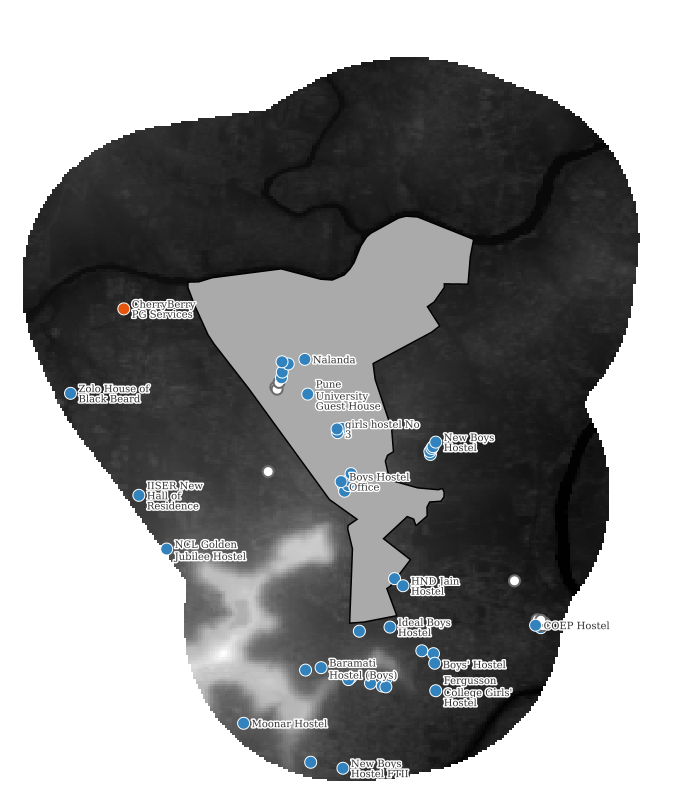 CherryBerry
PG Services
Nalanda
Zolo House of
Black Beard
Pune
University
Guest House
girls hostel No
3
New Boys
Hostel
Boys Hostel
Office
IISER New
Hall of
Residence
NCL Golden
Jubilee Hostel
HND Jain
Hostel
Ideal Boys
Hostel
COEP Hostel
Baramati
Hostel (Boys)
Boys' Hostel
Fergusson
College Girls'
Hostel
Moonar Hostel
New Boys
Hostel FTII